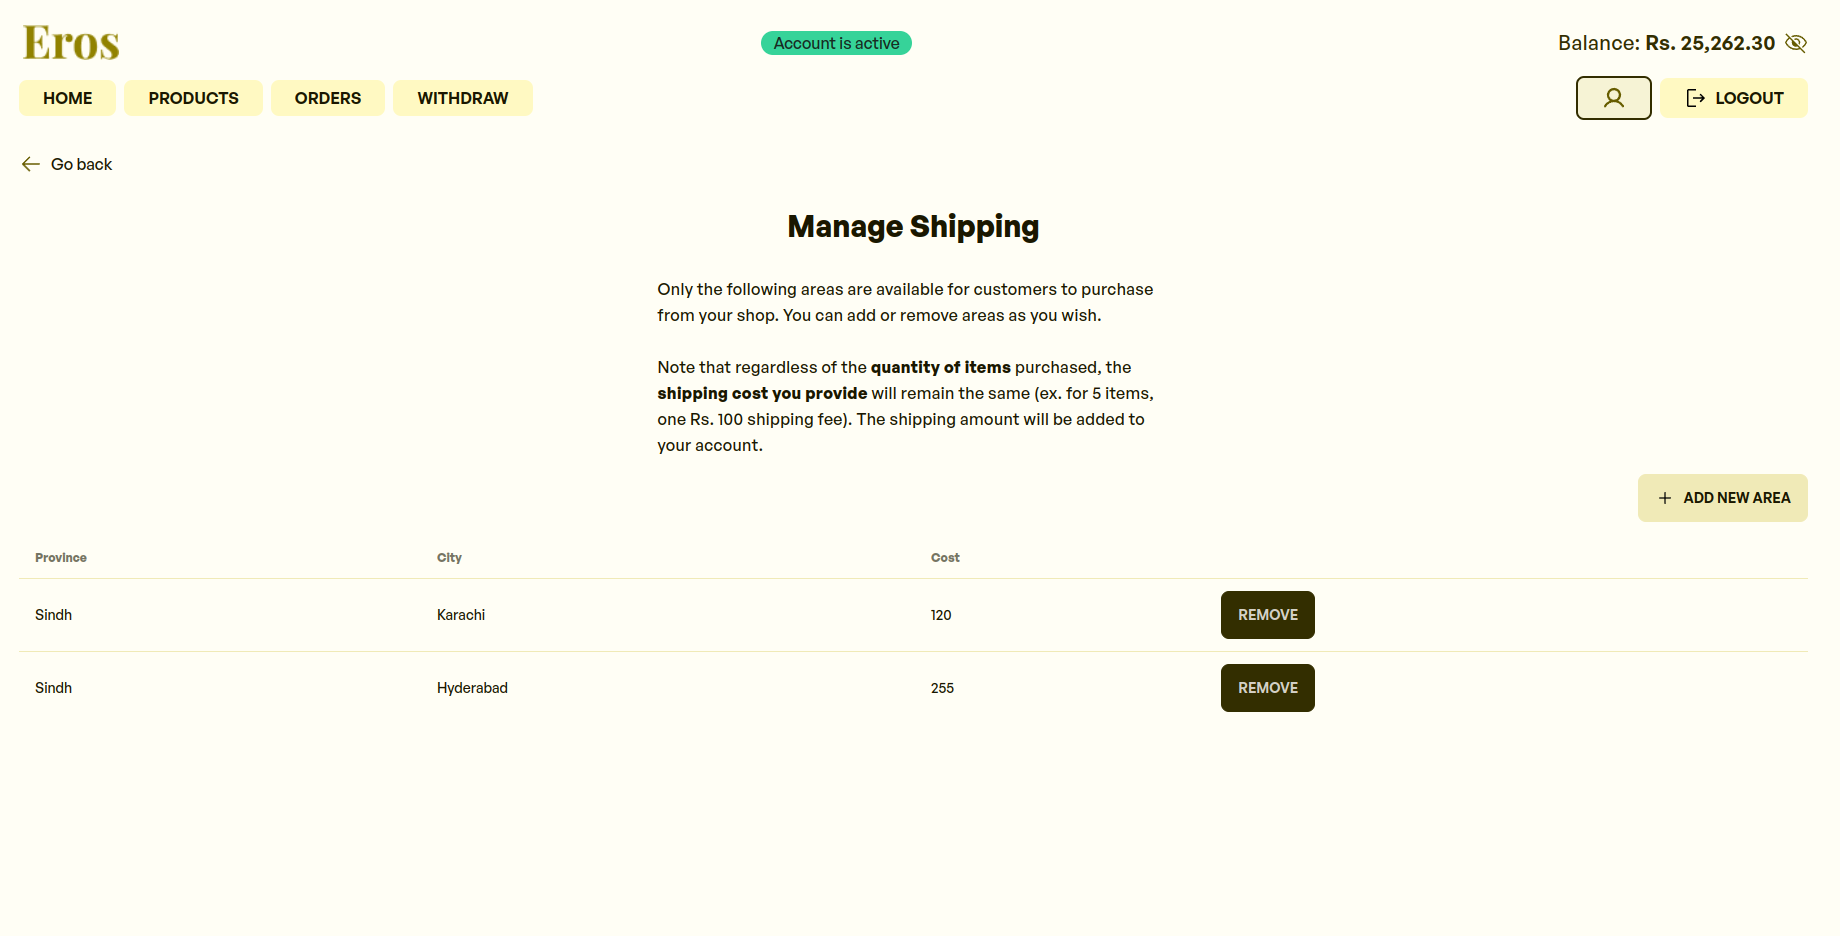 Eros
Account is active
Balance: Rs. 25,262.30
HOME
PRODUCTS
ORDERS
WITHDRAW
LOGOUT
Go back
Manage Shipping
Only the following areas are available for customers to purchase
from your shop. You can add or remove areas as you wish.
Note that regardless of the quantity of items purchased, the
shipping cost you provide will remain the same (ex. for 5 items,
one Rs. 100 shipping fee). The shipping amount will be added to
your account.
ADD NEW AREA
Province City Cost
Sindh Karachi 120 REMOVE
Sindh Hyderabad 255 REMOVE